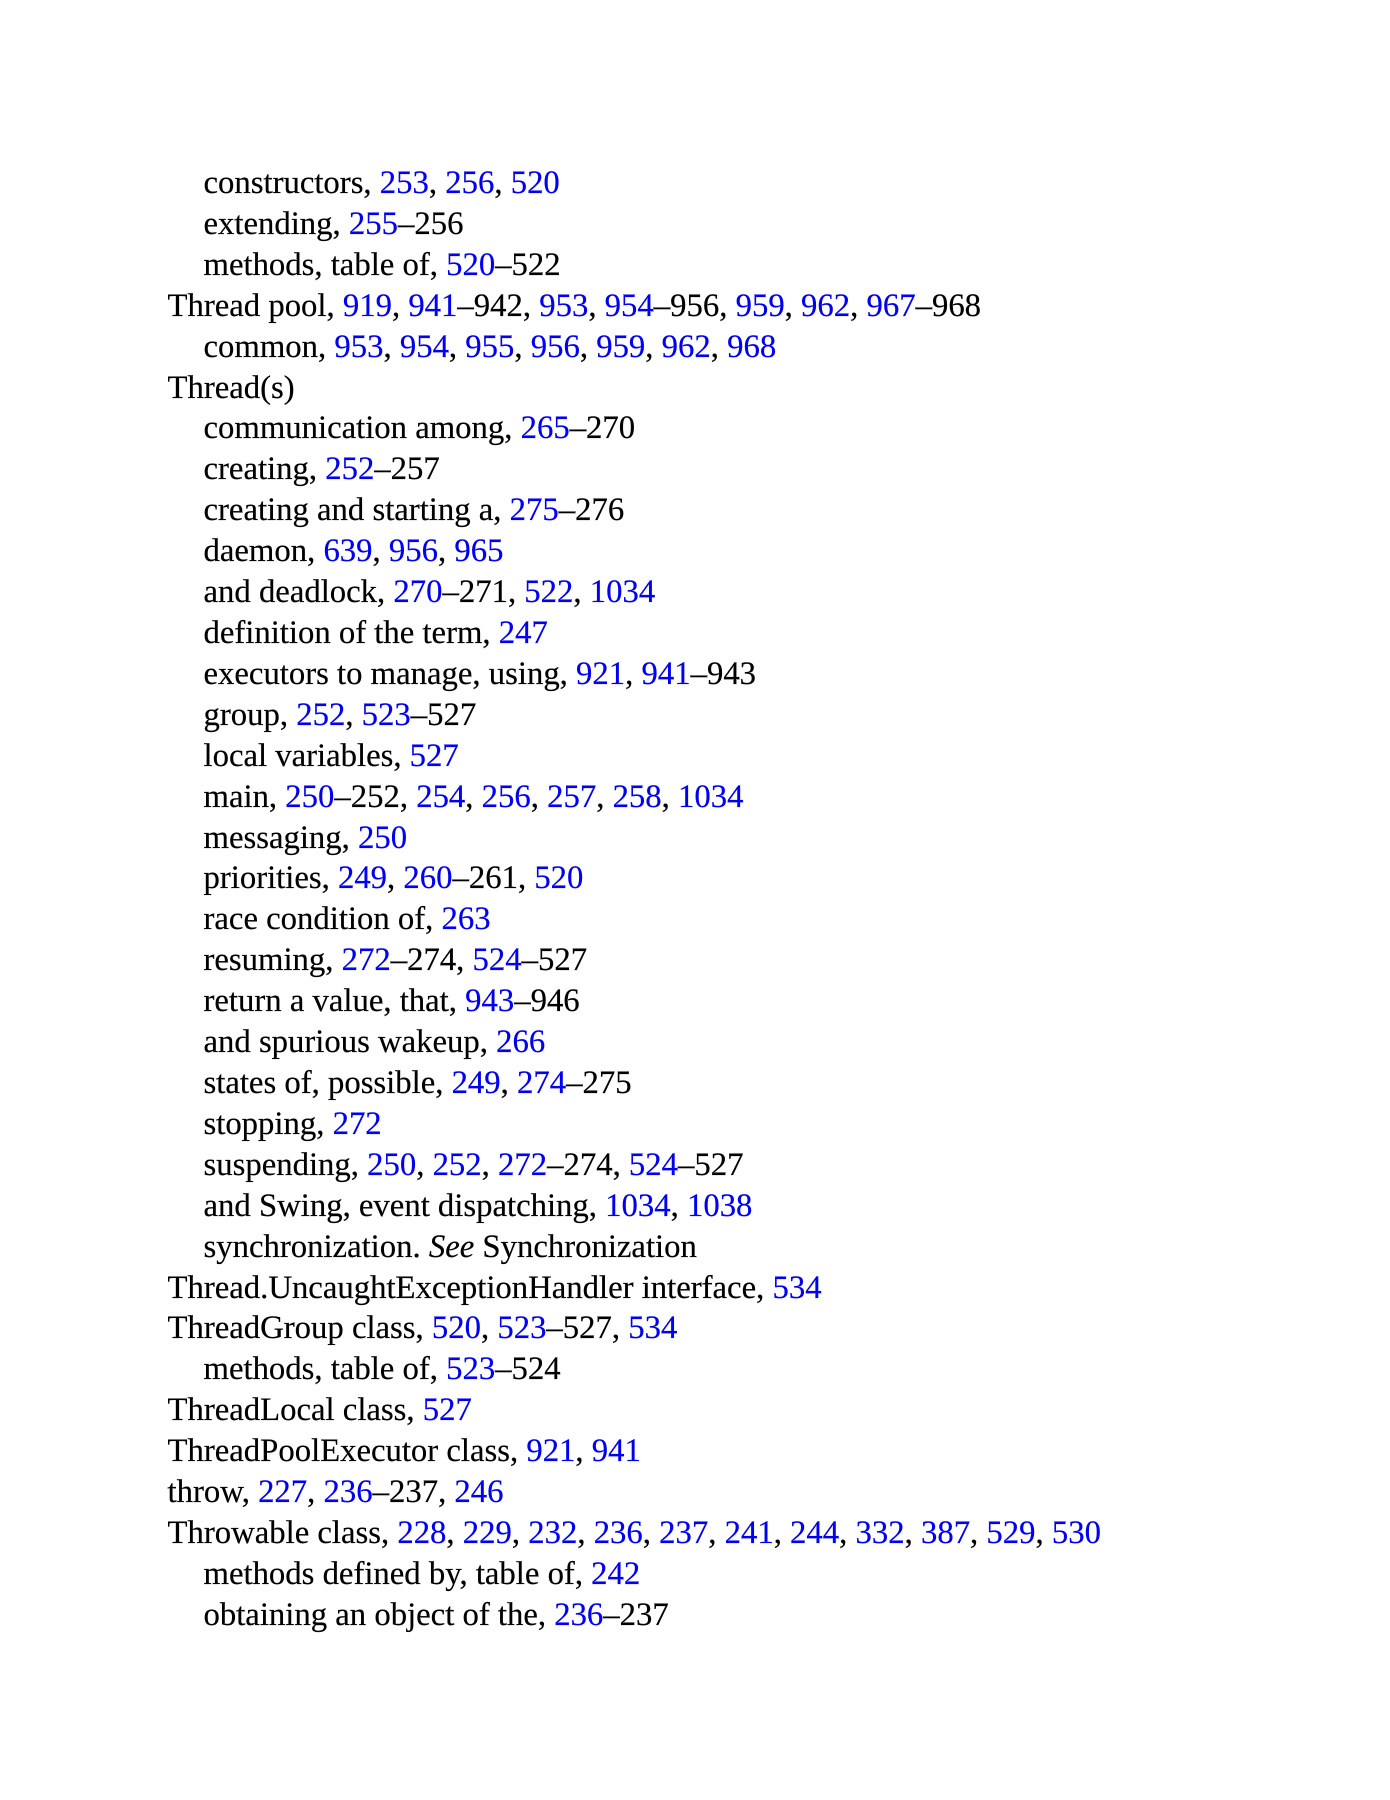 constructors, 253, 256, 520
extending, 255–256
methods, table of, 520–522
Thread pool, 919, 941–942, 953, 954–956, 959, 962, 967–968
common, 953, 954, 955, 956, 959, 962, 968
Thread(s)
communication among, 265–270
creating, 252–257
creating and starting a, 275–276
daemon, 639, 956, 965
and deadlock, 270–271, 522, 1034
definition of the term, 247
executors to manage, using, 921, 941–943
group, 252, 523–527
local variables, 527
main, 250–252, 254, 256, 257, 258, 1034
messaging, 250
priorities, 249, 260–261, 520
race condition of, 263
resuming, 272–274, 524–527
return a value, that, 943–946
and spurious wakeup, 266
states of, possible, 249, 274–275
stopping, 272
suspending, 250, 252, 272–274, 524–527
and Swing, event dispatching, 1034, 1038
synchronization. See Synchronization
Thread.UncaughtExceptionHandler interface, 534
ThreadGroup class, 520, 523–527, 534
methods, table of, 523–524
ThreadLocal class, 527
ThreadPoolExecutor class, 921, 941
throw, 227, 236–237, 246
Throwable class, 228, 229, 232, 236, 237, 241, 244, 332, 387, 529, 530
methods defined by, table of, 242
obtaining an object of the, 236–237